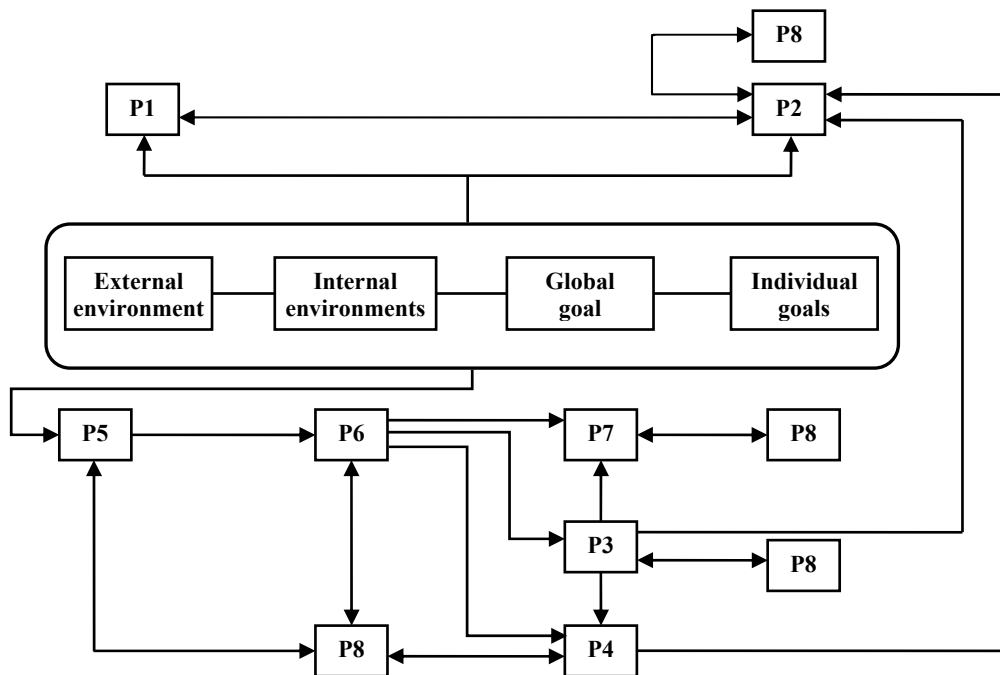 P8
P1
P2
External
environment
Internal
environments
Global
goal
Individual
goals
P5
P6
P7
P8
P3
P8
P8
P4